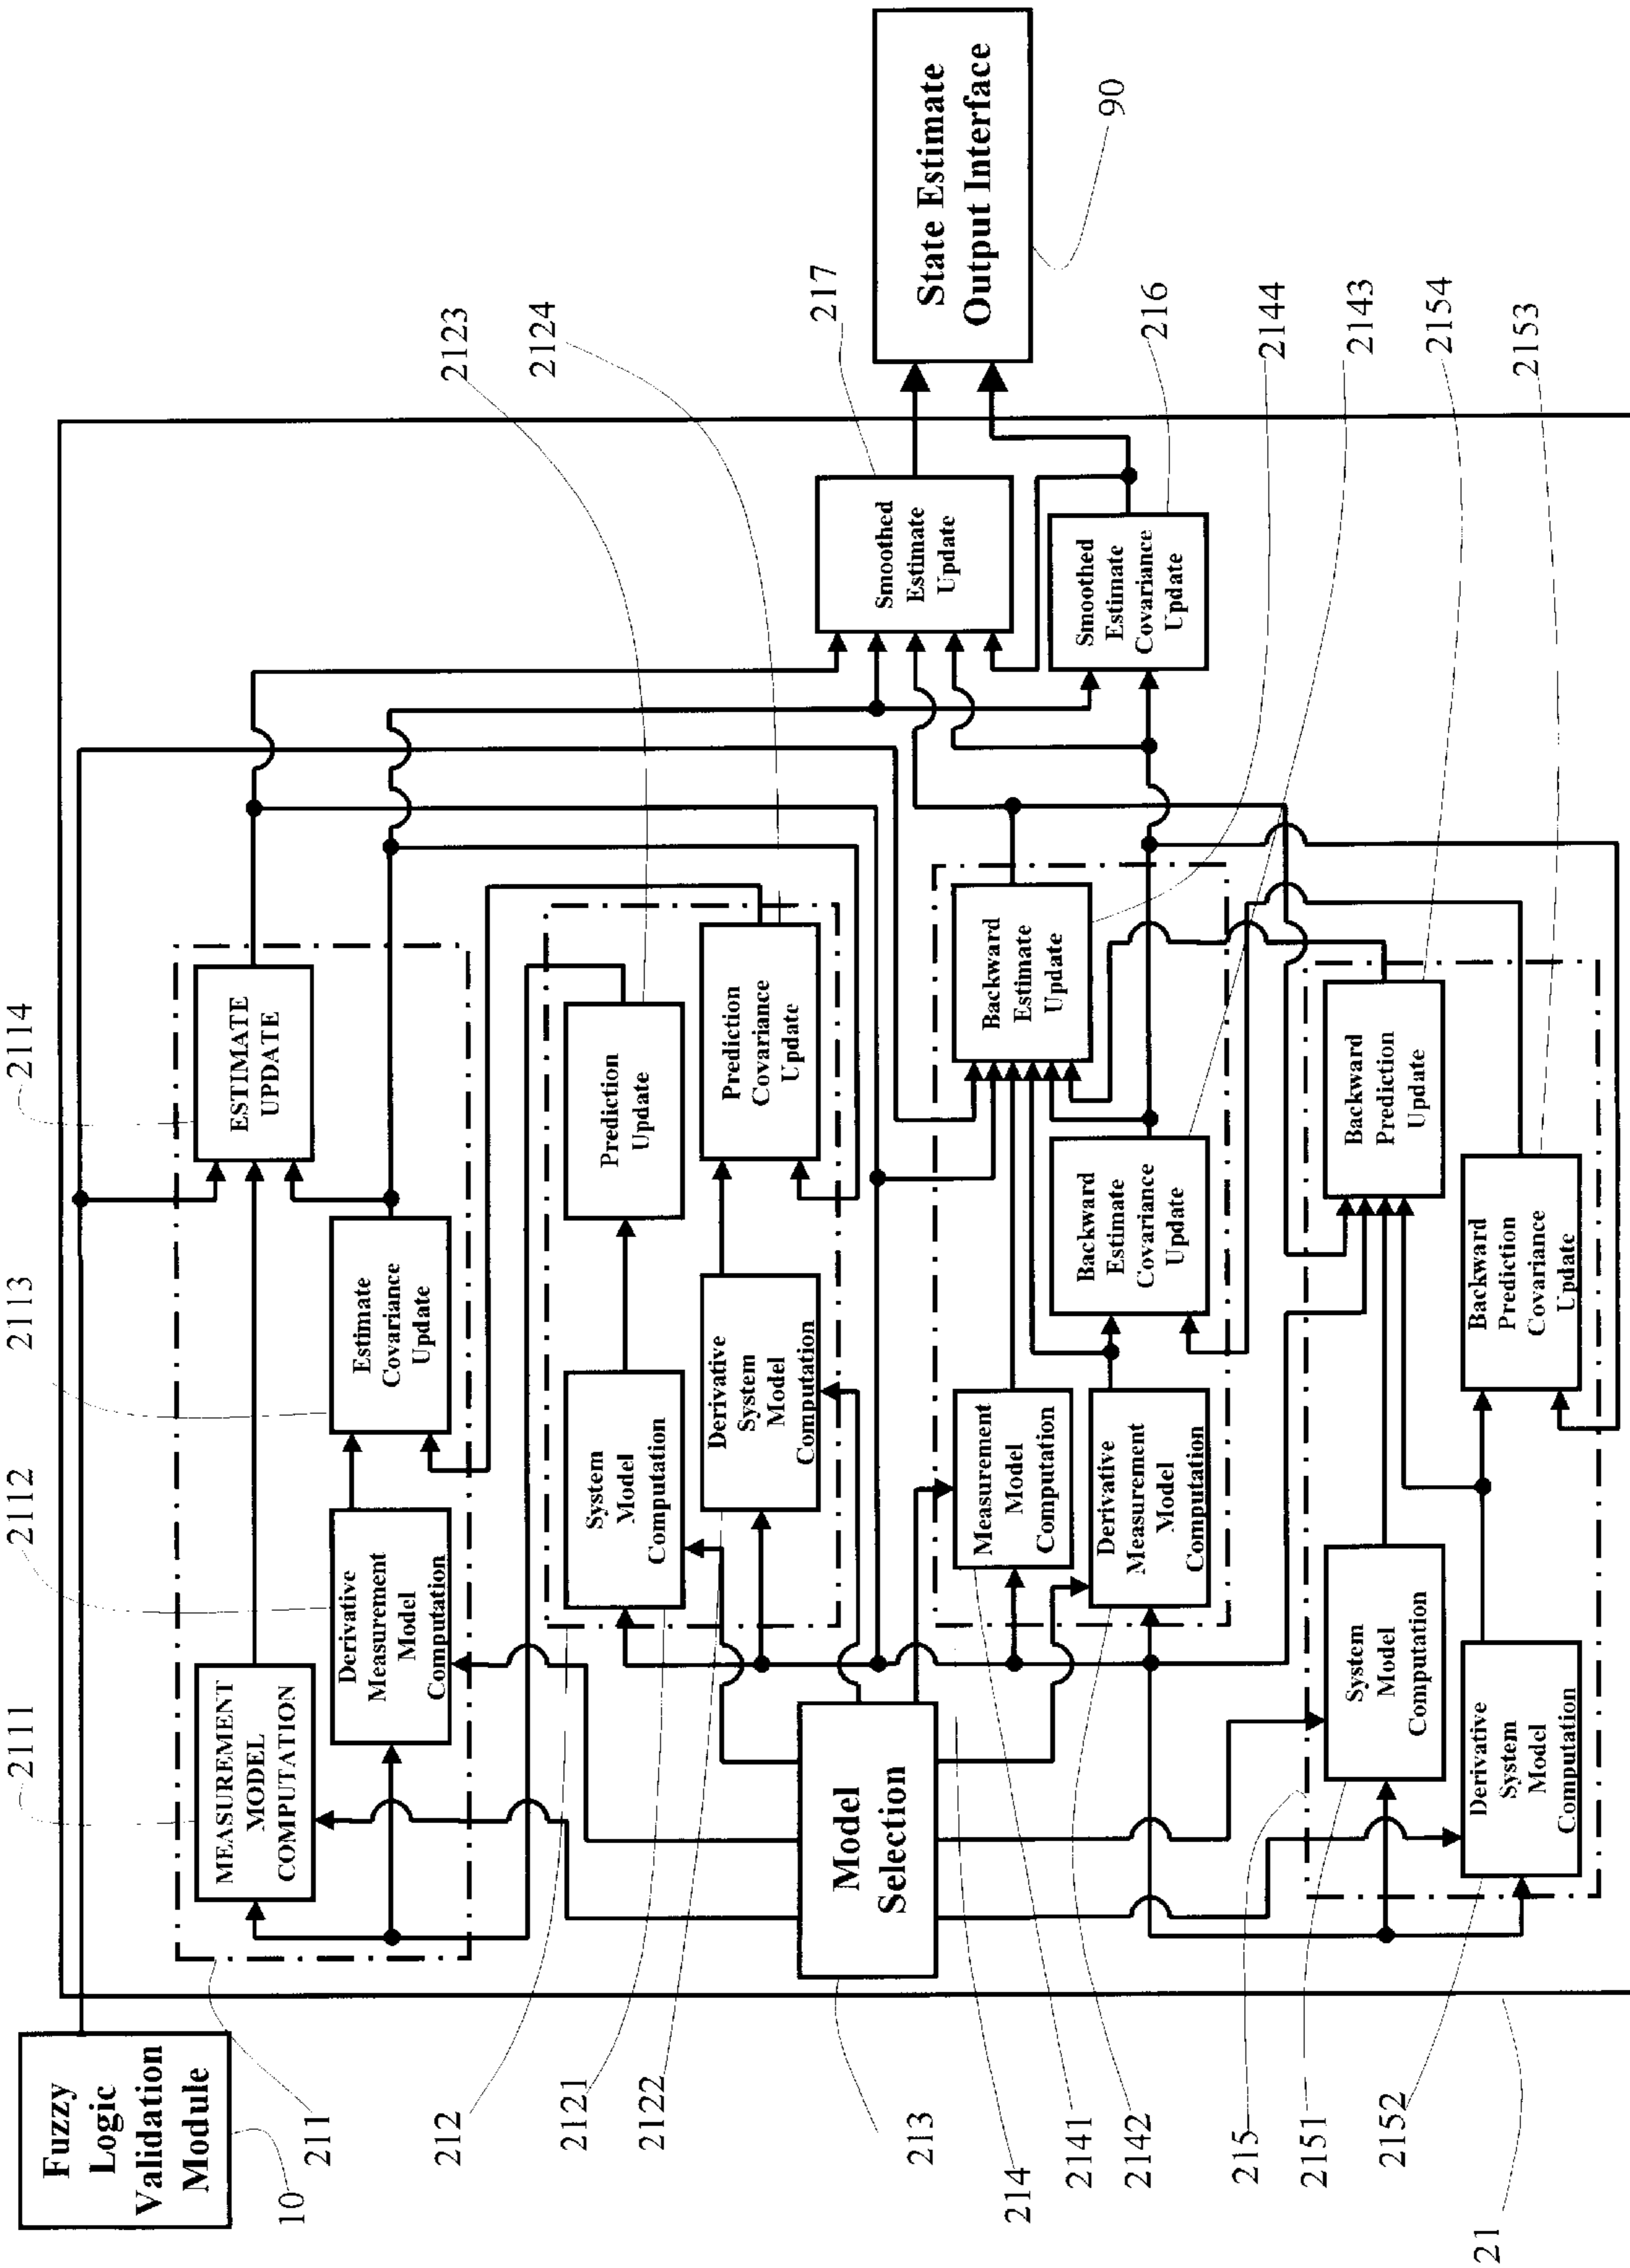 Fuzzy
Logic
Validation
Module
10
211
2111
2112
2113
2114
MEASUREMENT
MODEL
COMPUTATION
Derivative
Measurement
Model
Computation
Estimate
Covariance
Update
ESTIMATE
UPDATE
212
2121
2122
System
Model
Computation
Derivative
System
Model
Computation
Prediction
Update
Prediction
Covariance
Update
2123
2124
213
Model
Selection
214
2141
2142
Measurement
Model
Computation
Derivative
Measurement
Model
Computation
Backward
Estimate
Covariance
Update
Backward
Estimate
Update
Smoothed
Estimate
Update
Smoothed
Estimate
Covariance
Update
217
2144
216
2143
2154
2153
State Estimate
Output Interface
90
215
2151
2152
System
Model
Computation
Derivative
System
Model
Computation
Backward
Prediction
Update
Backward
Prediction
Covariance
Update
21